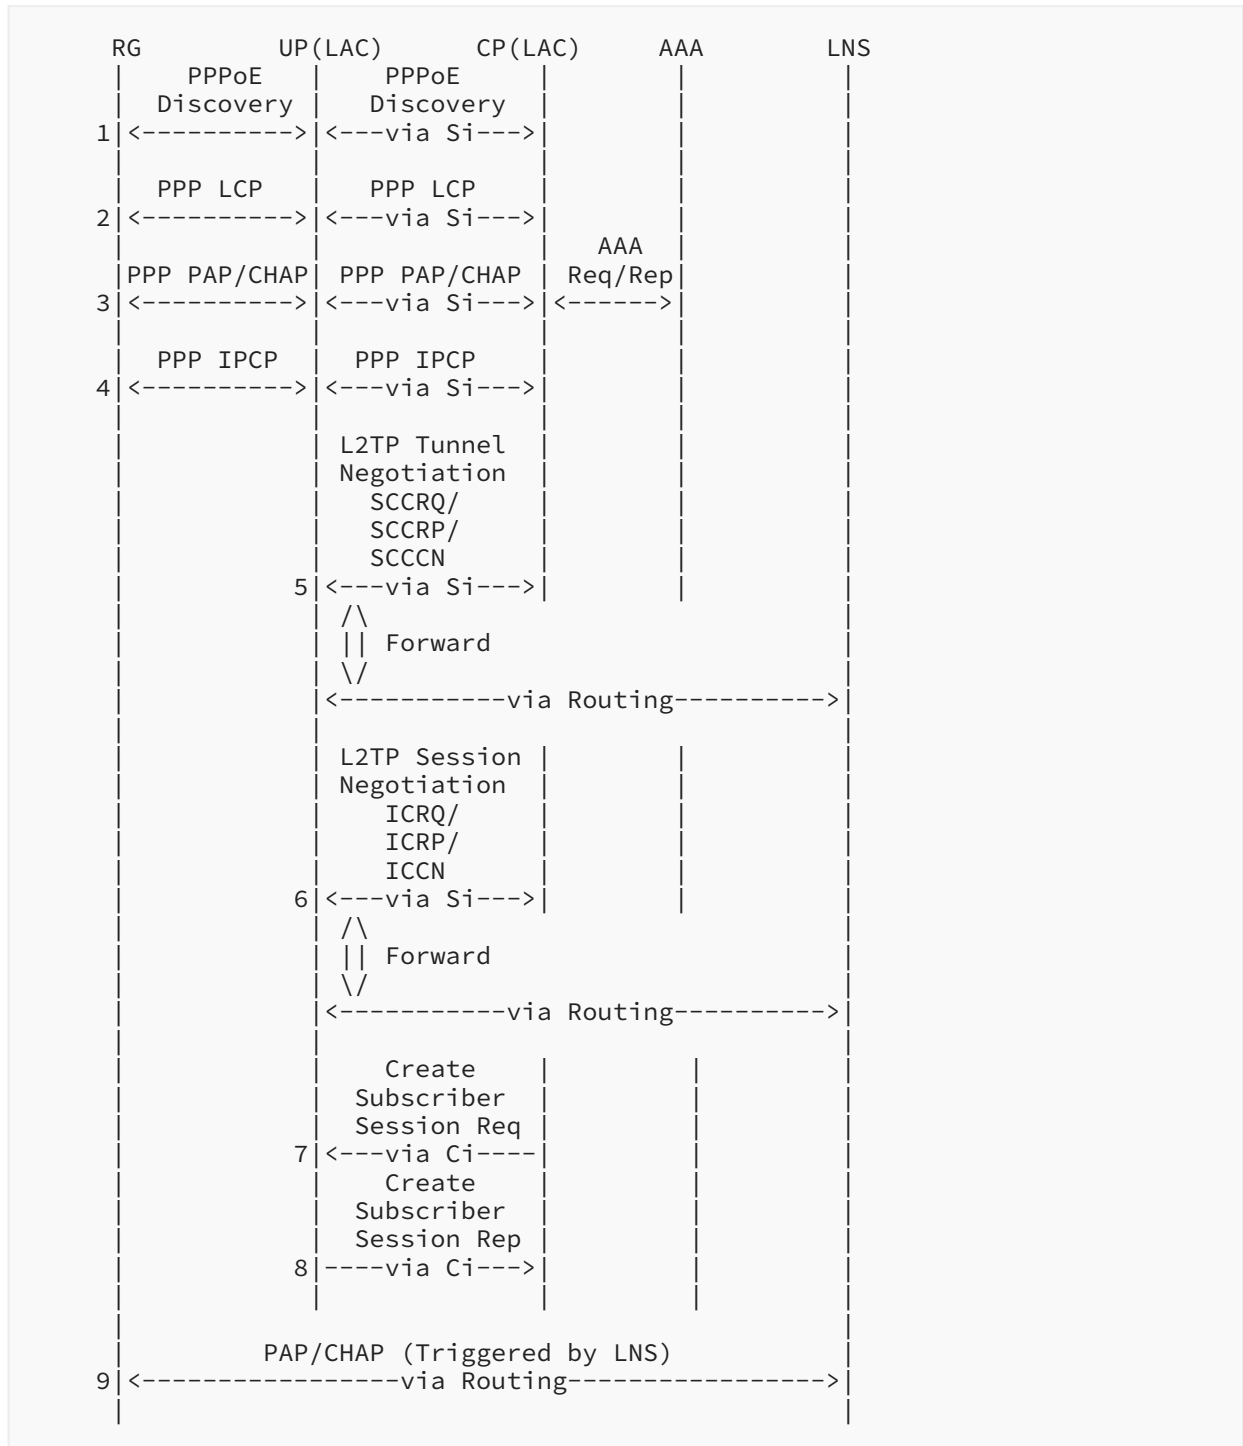 RG         UP(LAC)      CP(LAC)     AAA        LNS
     |    PPPoE     |    PPPoE     |        |          |
     |  Discovery   |   Discovery  |        |          |
    1|<----------->|<---via Si--->|        |          |
     |            |              |        |          |
     |  PPP LCP   |   PPP LCP    |        |          |
    2|<---------->|<---via Si--->|        |          |
     |            |              |   AAA  |          |
     |PPP PAP/CHAP| PPP PAP/CHAP | Req/Rep|          |
    3|<---------->|<---via Si--->|<------>|          |
     |            |              |        |          |
     |  PPP IPCP  |  PPP IPCP    |        |          |
    4|<---------->|<---via Si--->|        |          |
     |            |              |        |          |
     |            | L2TP Tunnel  |        |          |
     |            | Negotiation  |        |          |
     |            |   SCCRQ/     |        |          |
     |            |   SCCRP/     |        |          |
     |            |   SCCCN      |        |          |
     |           5|<---via Si--->|        |          |
     |            | /\                               |
     |            | || Forward                       |
     |            | \/                               |
     |            |<-----------via Routing---------->|
     |            |                                  |
     |            | L2TP Session |        |          |
     |            | Negotiation  |        |          |
     |            |    ICRQ/     |        |          |
     |            |    ICRP/     |        |          |
     |            |    ICCN      |        |          |
     |           6|<---via Si--->|        |          |
     |            | /\                               |
     |            | || Forward                       |
     |            | \/                               |
     |            |<-----------via Routing---------->|
     |            |                                  |
     |            |    Create    |         |         |
     |            |  Subscriber  |         |         |
     |            |  Session Req |         |         |
     |           7|<---via Ci----|         |         |
     |            |    Create    |         |         |
     |            |  Subscriber  |         |         |
     |            |  Session Rep |         |         |
     |           8|----via Ci--->|         |         |
     |            |              |         |         |
     |                                               |
     |         PAP/CHAP (Triggered by LNS)           |
    9|<-----------------via Routing----------------->|
     |                                               |